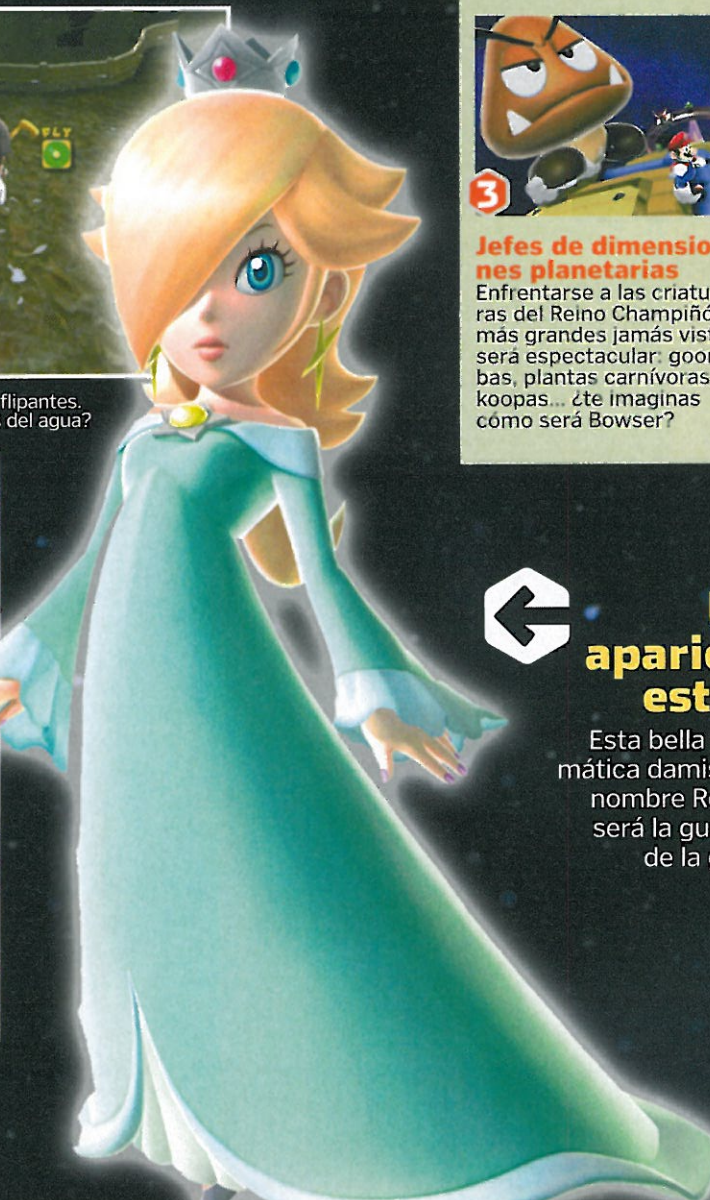 FLY
flipantes.
del agua?
3
Jefes de dimensio
nes planetarias
Enfrentarse a las criatu
ras del Reino Champiñó
más grandes jamás vist
será espectacular: goom
bas, plantas carnívoras
koopas... ¿te imaginas
cómo será Bowser?
aparic
est
Esta bella
mática damis
nombre Ro
será la gu
de la